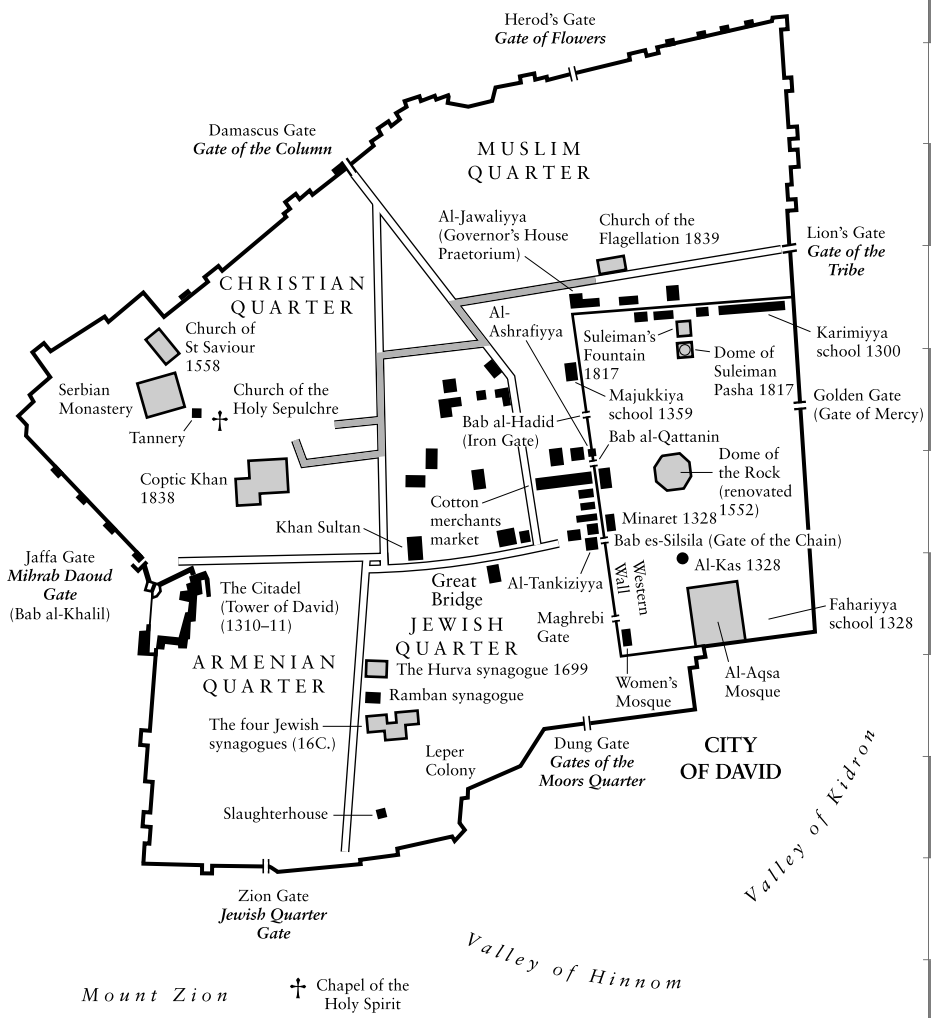 Herod's Gate
Gate of Flowers
Damascus Gate
Gate of the Column
MUSLIM
QUARTER
Al-Jawaliyya
(Governor's House
Praetorium)
Church of the
Flagellation 1839
Lion's Gate
Gate of the
Tribe
CHRISTIAN
QUARTER
Al-
Ashrafiyya
Church of
St Saviour
1558
Suleiman's
Fountain
1817
Dome of
Suleiman
Pasha 1817
Karimiyya
school 1300
Serbian
Monastery
Church of the
Holy Sepulchre
Tannery
Majukkiya
school 1359
Golden Gate
(Gate of Mercy)
Bab al-Hadid
(Iron Gate)
Bab al-Qattanin
Dome of
the Rock
(renovated
1552)
Coptic Khan
1838
Cotton
merchants
market
Khan Sultan
Minaret 1328
Bab es-Silsila (Gate of the Chain)
Al-Kas 1328
Jaffa Gate
Mihrab Daoud
Gate
(Bab al-Khalil)
The Citadel
(Tower of David)
(1310–11)
Great
Bridge
Al-Tankiziyya
Western
Wall
Maghrebi
Gate
Fahariyya
school 1328
JEWISH
QUARTER
ARMENIAN
QUARTER
The Hurva synagogue 1699
Ramban synagogue
Women's
Mosque
Al-Aqsa
Mosque
The four Jewish
synagogues (16C.)
Leper
Colony
Dung Gate
Gates of the
Moors Quarter
CITY
OF DAVID
Slaughterhouse
Valley of Kidron
Zion Gate
Jewish Quarter
Gate
Valley of Hinnom
Mount Zion
Chapel of the
Holy Spirit